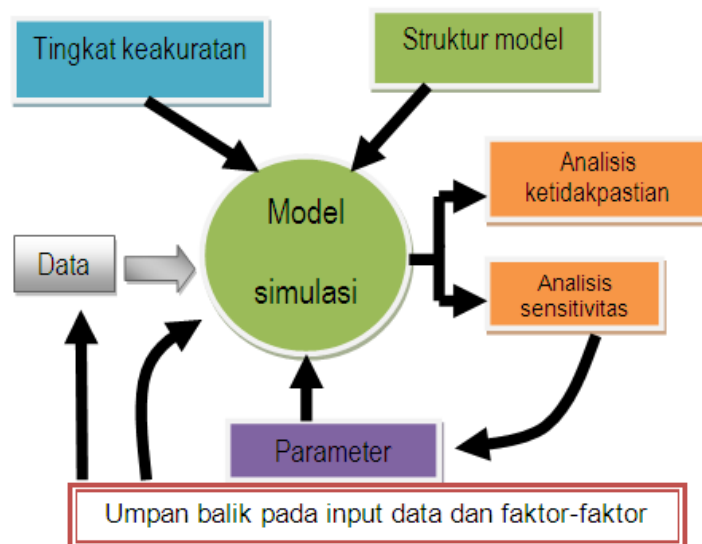 Tingkat keakuratan
Struktur model
Model
simulasi
Analisis
ketidakpastian
Data
Analisis
sensitivitas
Parameter
Umpan balik pada input data dan faktor-faktor